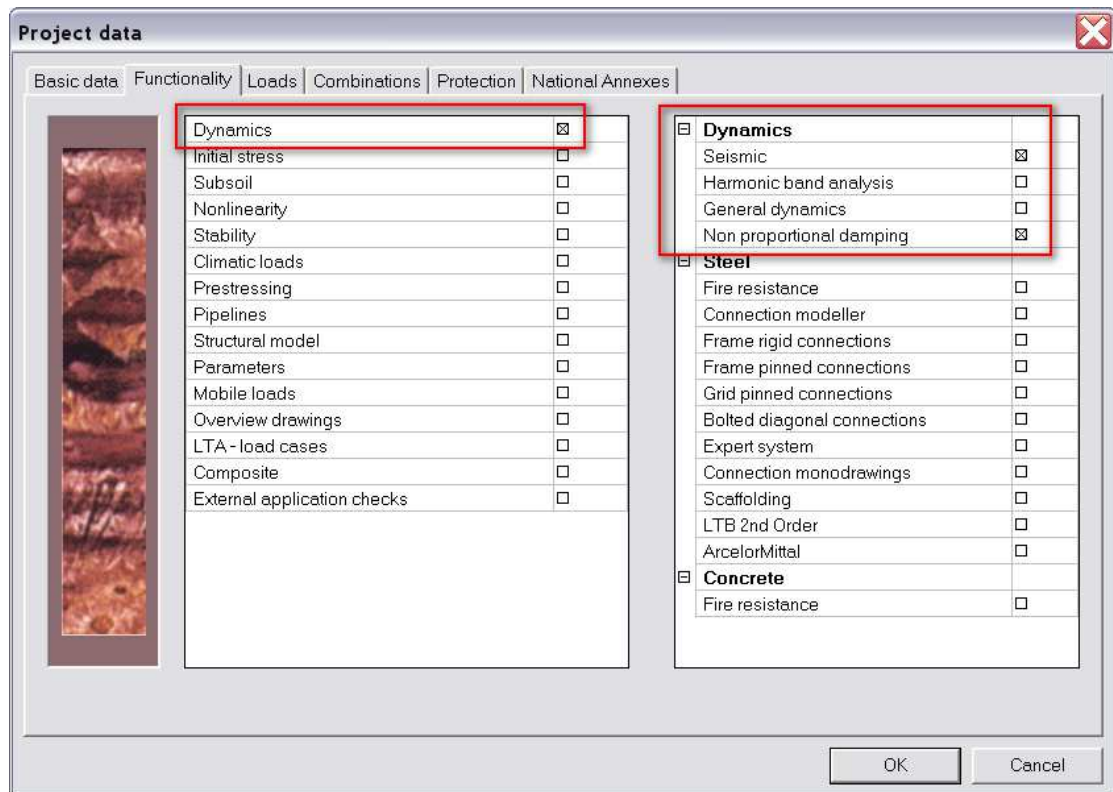 Project data
Basic data
Functionality
Loads
Combinations
Protection
National Annexes
Dynamics
Initial stress
Subsoil
Nonlinearity
Stability
Climatic loads
Prestressing
Pipelines
Structural model
Parameters
Mobile loads
Overview drawings
LTA - load cases
Composite
External application checks
Dynamics
Seismic
Harmonic band analysis
General dynamics
Non proportional damping
Steel
Fire resistance
Connection modeller
Frame rigid connections
Frame pinned connections
Grid pinned connections
Bolted diagonal connections
Expert system
Connection monodrawings
Scaffolding
LTB 2nd Order
ArcelorMittal
Concrete
Fire resistance
OK
Cancel